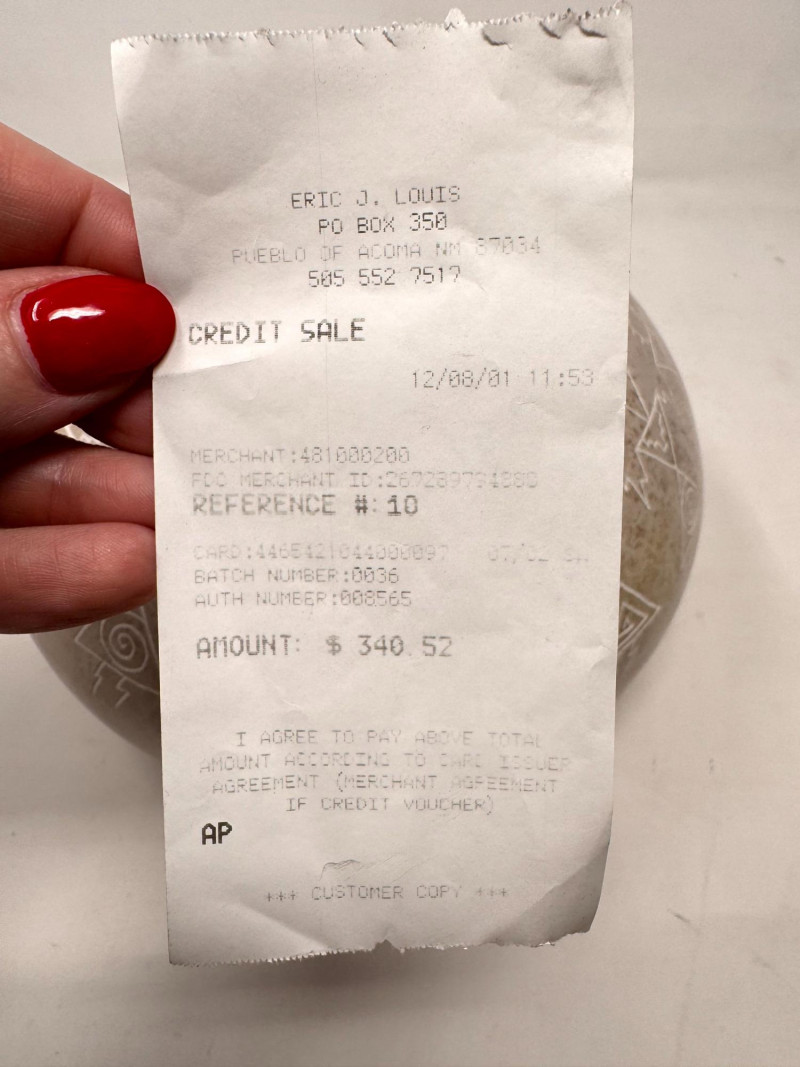 ERIC J. LOUIS
PO BOX 350
PUEBLO OF ACOMA NM 87034
505 552 7517
CREDIT SALE
12/08/01 11:53
MERCHANT:481000200
MERCHANT ID:
REFERENCE #: 10
CARD:4465421044000097
BATCH NUMBER:0036
AUTH NUMBER:008565
AMOUNT: $ 340.52
I AGREE TO PAY ABOVE TOTAL
AMOUNT ACCORDING TO CARD ISSUER
AGREEMENT (MERCHANT AGREEMENT
IF CREDIT VOUCHER)
AP
*** CUSTOMER COPY ***